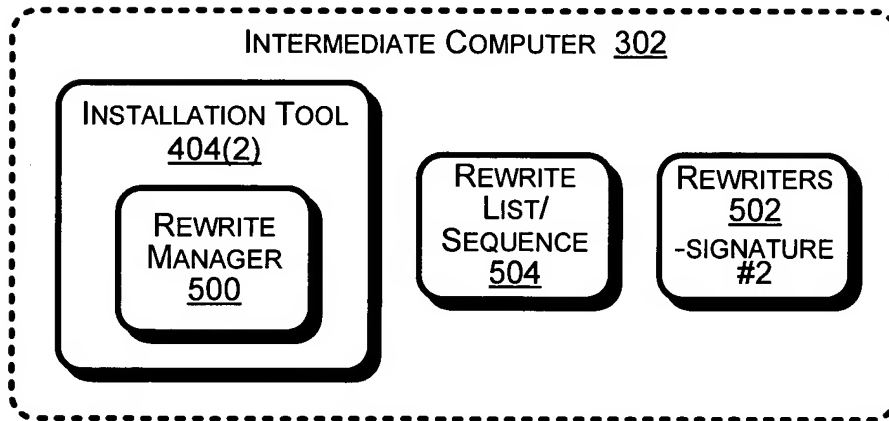 INTERMEDIATE COMPUTER 302
INSTALLATION TOOL
404(2)
REWRITE
MANAGER
500
REWRITE
LIST/
SEQUENCE
504
REWRITERS
502
-SIGNATURE
#2